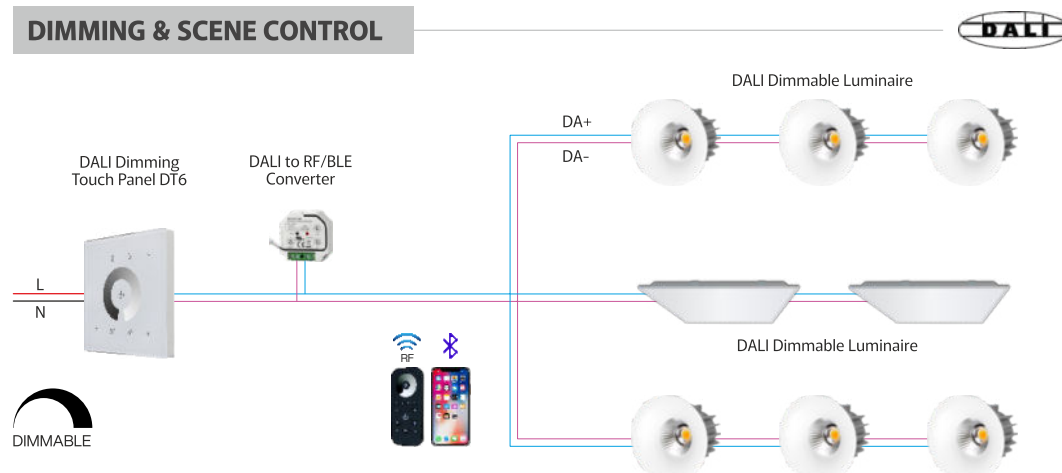 DIMMING & SCENE CONTROL
DALI
DALI Dimmable Luminaire
DA+
DA-
DALI Dimming
Touch Panel DT6
DALI to RF/BLE
Converter
L
N
RF
DALI Dimmable Luminaire
DIMMABLE